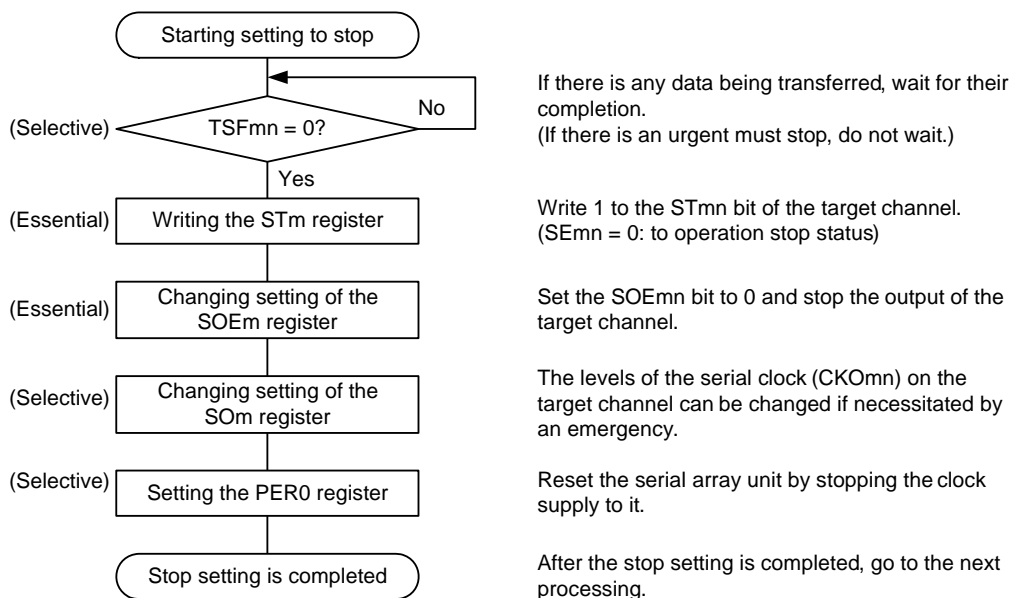 Starting setting to stop
If there is any data being transferred, wait for their
completion.
(If there is an urgent must stop, do not wait.)
(Selective)
TSFmn = 0?
No
Yes
(Essential)
Writing the STm register
Write 1 to the STmn bit of the target channel.
(SEmn = 0: to operation stop status)
(Essential)
Changing setting of the
SOEm register
Set the SOEmn bit to 0 and stop the output of the
target channel.
(Selective)
Changing setting of the
SOm register
The levels of the serial clock (CKOmn) on the
target channel can be changed if necessitated by
an emergency.
(Selective)
Setting the PER0 register
Reset the serial array unit by stopping the clock
supply to it.
Stop setting is completed
After the stop setting is completed, go to the next
processing.